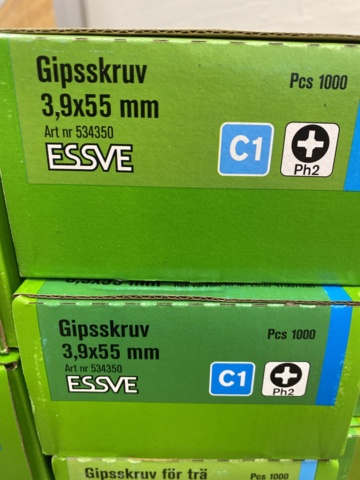 Gipsskruv
Pcs 1000
3,9x55 mm
Art nr 534350
ESSVE
C1
Ph2
Gipsskruv
Pcs 1000
3,9x55 mm
Art nr 534350
ESSVE
C1
Ph2
Gipsskruv för trä
Pcs 1000